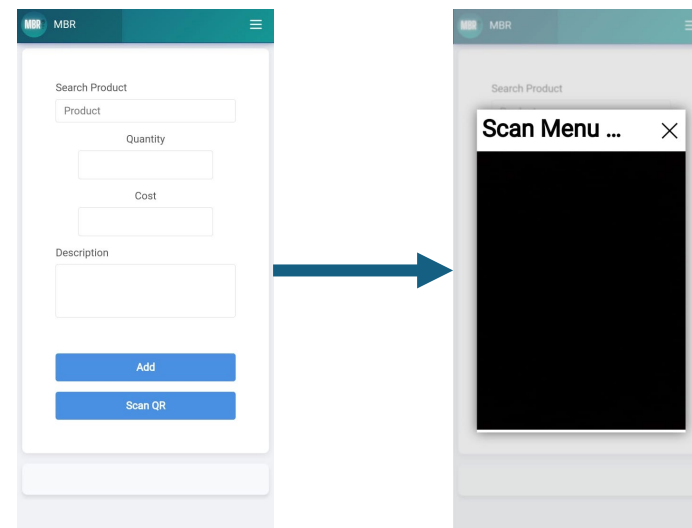 MBR MBR
Search Product
Product
Quantity
Cost
Description
Add
Scan QR
MBR MBR
Search Product
Scan Menu ...